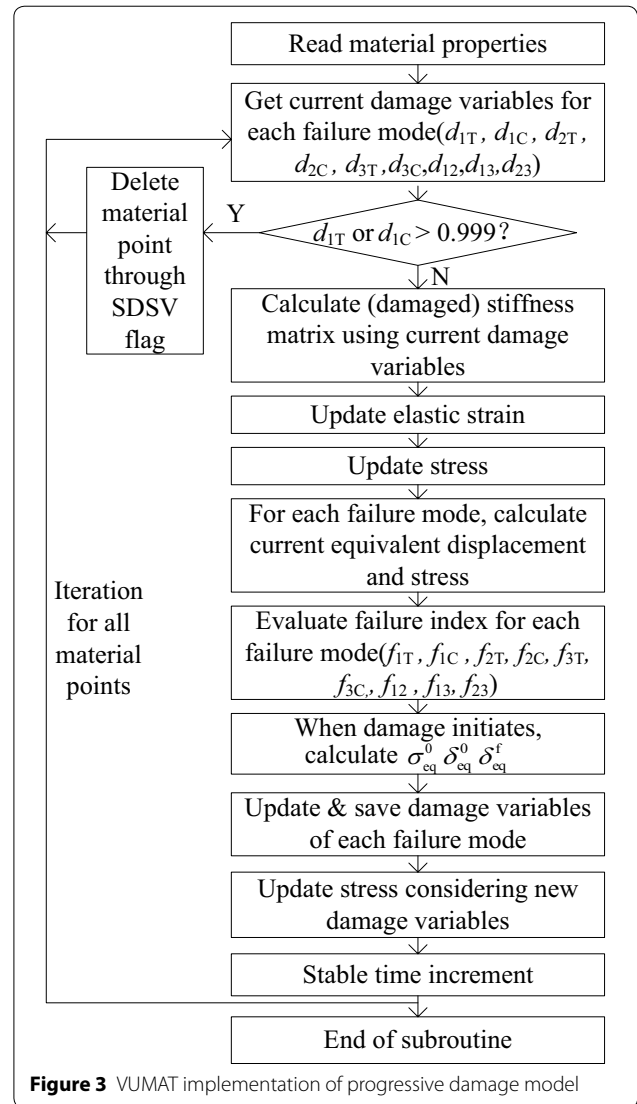 Read material properties
Get current damage variables for
each failure mode(d1T , d1C , d2T ,
d2C , d3T ,d3C,d12,d13,d23)
Delete
material
point
through
SDSV
flag
Y
d1T or d1C > 0.999?
N
Calculate (damaged) stiffness
matrix using current damage
variables
Update elastic strain
Update stress
For each failure mode, calculate
current equivalent displacement
and stress
Iteration
for all
material
points
Evaluate failure index for each
failure mode(f1T , f1C , f2T, f2C, f3T,
f3C,, f12 , f13, f23)
When damage initiates,
calculate σ⁰eq δ⁰eq δᶠeq
Update & save damage variables
of each failure mode
Update stress considering new
damage variables
Stable time increment
End of subroutine
Figure 3 VUMAT implementation of progressive damage model